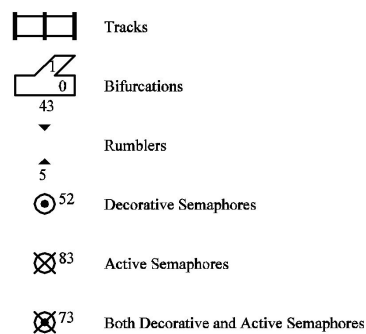 Tracks
1
0
Bifurcations
43
Rumblers
5
52 Decorative Semaphores
83 Active Semaphores
73 Both Decorative and Active Semaphores